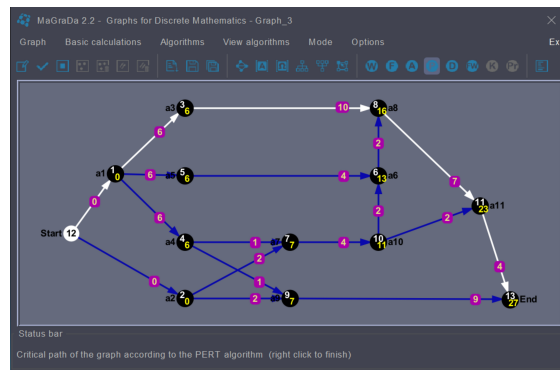 MaGraDa 2.2 - Graphs for Discrete Mathematics - Graph_3
Graph Basic calculations Algorithms View algorithms Mode Options Ex
W F A D K Pr
a3 3 6 10 8 16 a8
6 2 7
a1 1 0 6 5 6 4 6 13 a6
0 6 2 11 23 a11
Start 12 a4 6 1 7 7 4 10 11 a10 2
2 1 4
0 a2 2 0 2 9 7 9 13 27 End
Status bar
Critical path of the graph according to the PERT algorithm (right click to finish)